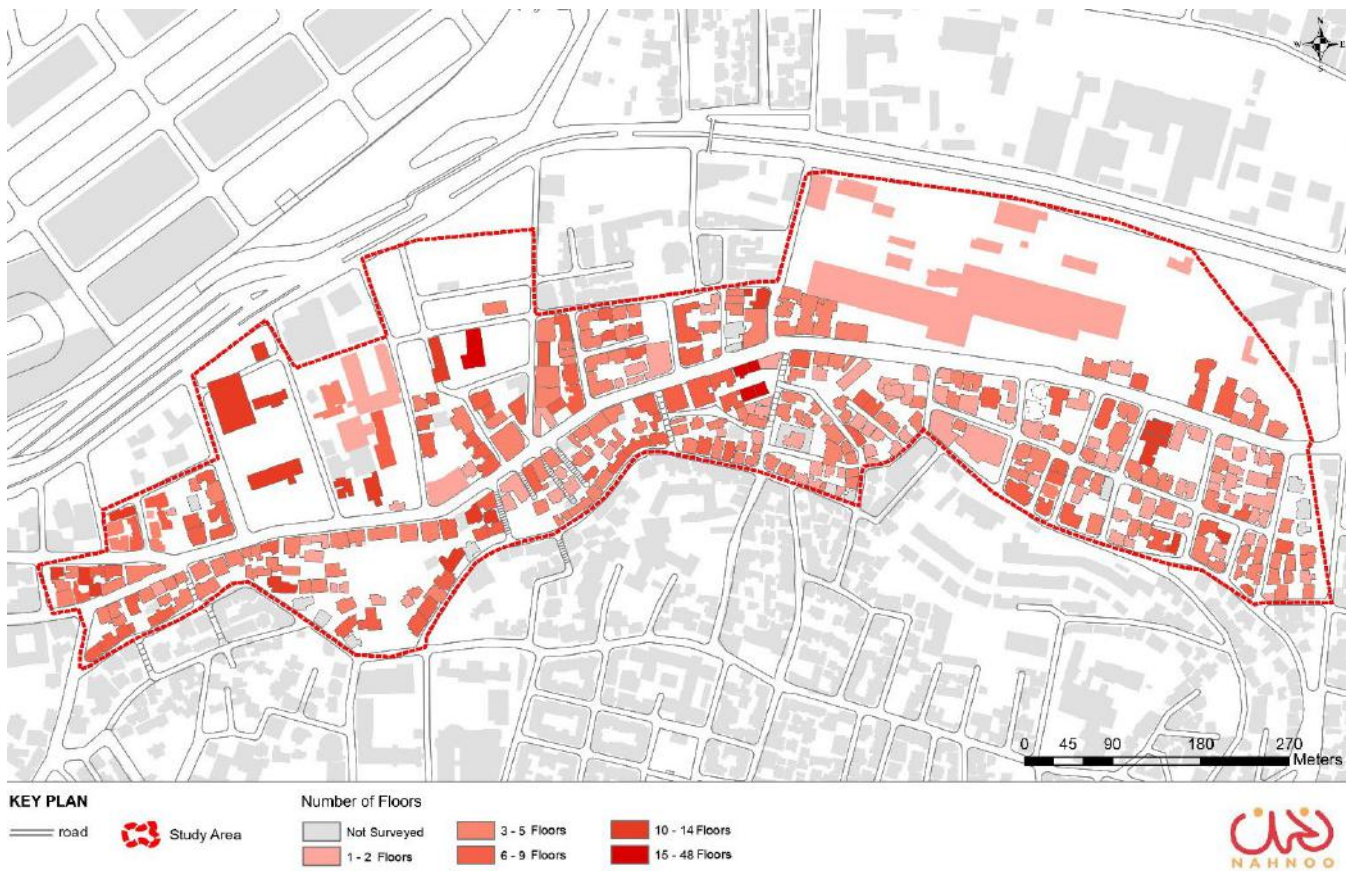 N
W E
S
0 45 90 180 270
Meters
KEY PLAN
road
Study Area
Number of Floors
Not Surveyed
1 - 2 Floors
3 - 5 Floors
6 - 9 Floors
10 - 14 Floors
15 - 48 Floors
نحن
NAHNOO